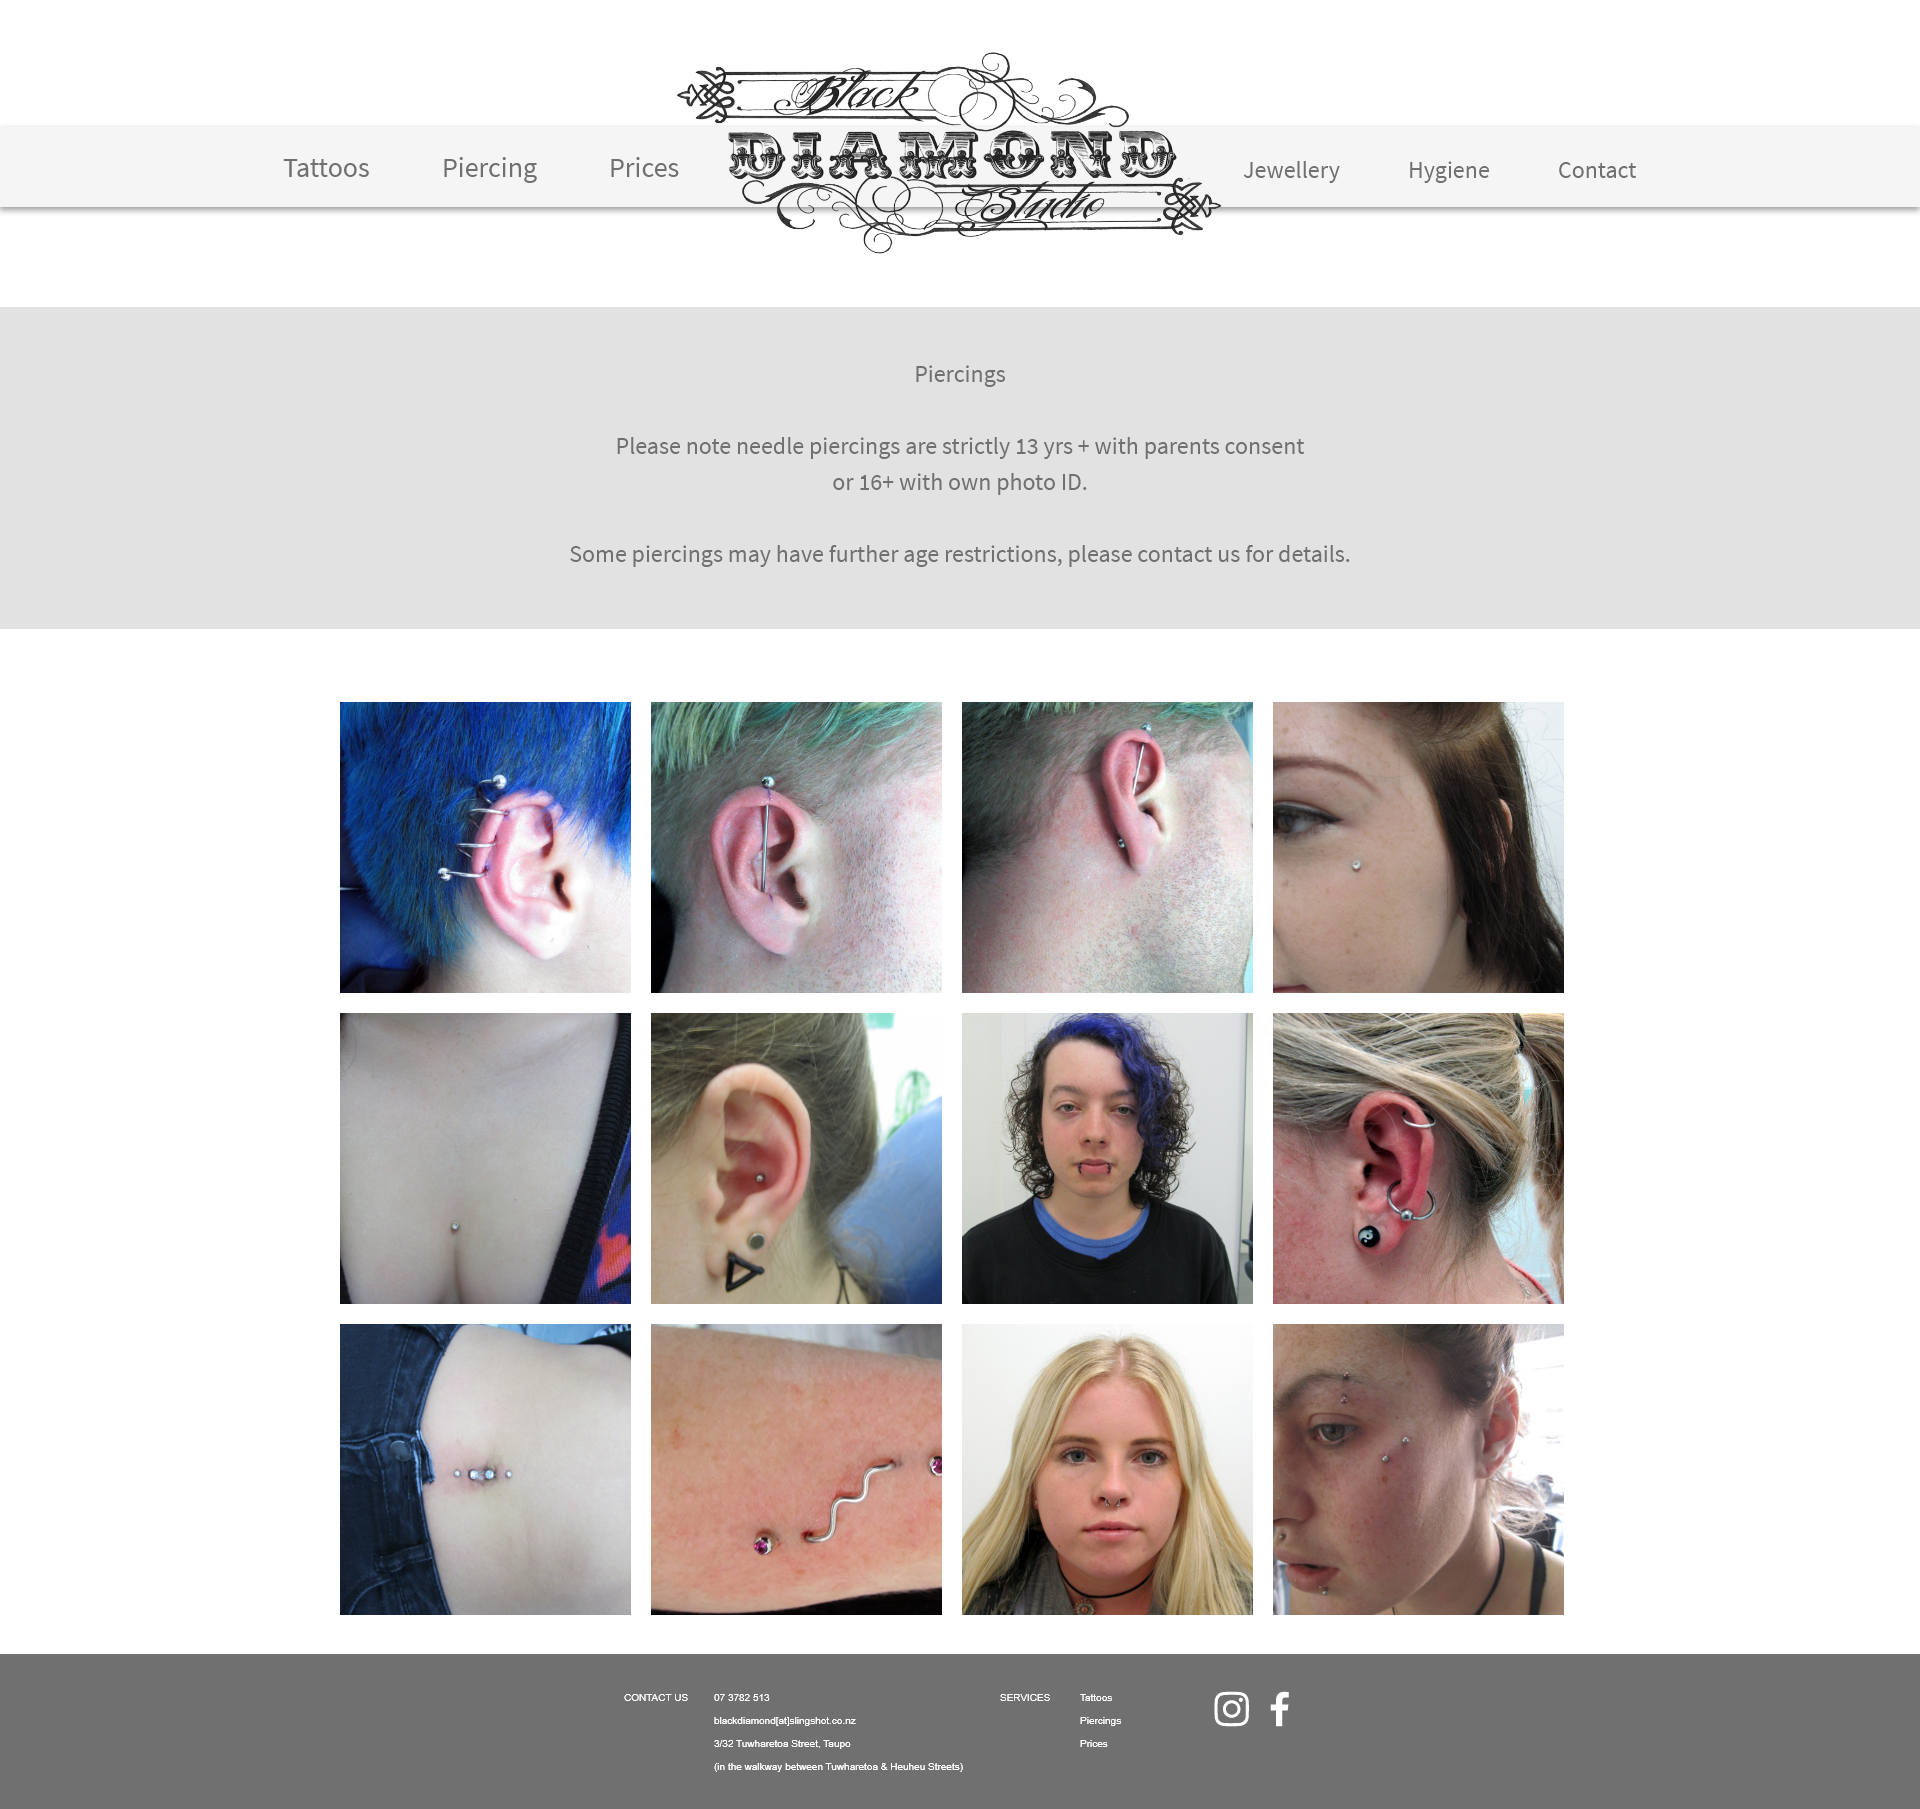 Black
DIAMOND
Studio
Tattoos
Piercing
Prices
Jewellery
Hygiene
Contact
Piercings
Please note needle piercings are strictly 13 yrs + with parents consent
or 16+ with own photo ID.
Some piercings may have further age restrictions, please contact us for details.
CONTACT US
07 3782 513
blackdiamond[at]slingshot.co.nz
3/32 Tuwharetoa Street, Taupo
(in the walkway between Tuwharetoa & Heuheu Streets)
SERVICES
Tattoos
Piercings
Prices